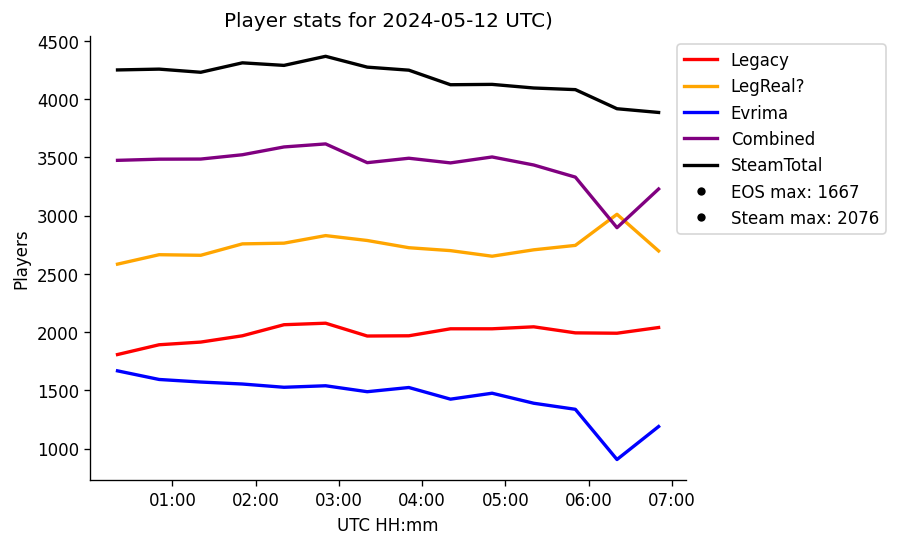 Player stats for 2024-05-12 UTC)
4500
4000
3500
3000
2500
2000
1500
1000
Players
01:00 02:00 03:00 04:00 05:00 06:00 07:00
UTC HH:mm
Legacy
LegReal?
Evrima
Combined
SteamTotal
EOS max: 1667
Steam max: 2076